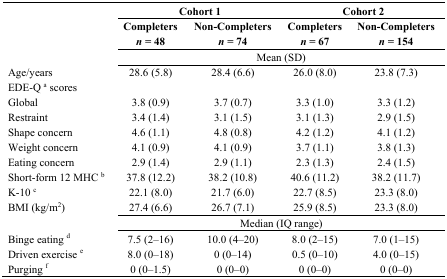 Cohort 1 Cohort 2
Completers Non-Completers Completers Non-Completers
n = 48 n = 74 n = 67 n = 154
Mean (SD)
Age/years 28.6 (5.8) 28.4 (6.6) 26.0 (8.0) 23.8 (7.3)
EDE-Q a scores
Global 3.8 (0.9) 3.7 (0.7) 3.3 (1.0) 3.3 (1.2)
Restraint 3.4 (1.4) 3.1 (1.5) 3.1 (1.3) 2.9 (1.5)
Shape concern 4.6 (1.1) 4.8 (0.8) 4.2 (1.2) 4.1 (1.2)
Weight concern 4.1 (0.9) 4.1 (0.9) 3.7 (1.1) 3.8 (1.3)
Eating concern 2.9 (1.4) 2.9 (1.1) 2.3 (1.3) 2.4 (1.5)
Short-form 12 MHC b 37.8 (12.2) 38.2 (10.8) 40.6 (11.2) 38.2 (11.7)
K-10 c 22.1 (8.0) 21.7 (6.0) 22.7 (8.5) 23.3 (8.0)
BMI (kg/m2) 27.4 (6.6) 26.7 (7.1) 25.9 (8.5) 23.3 (8.0)
Median (IQ range)
Binge eating d 7.5 (2–16) 10.0 (4–20) 8.0 (2–15) 7.0 (1–15)
Driven exercise e 8.0 (0–18) 0 (0–14) 0.5 (0–10) 4.0 (0–15)
Purging f 0 (0–1.5) 0 (0–0) 0 (0–0) 0 (0–0)